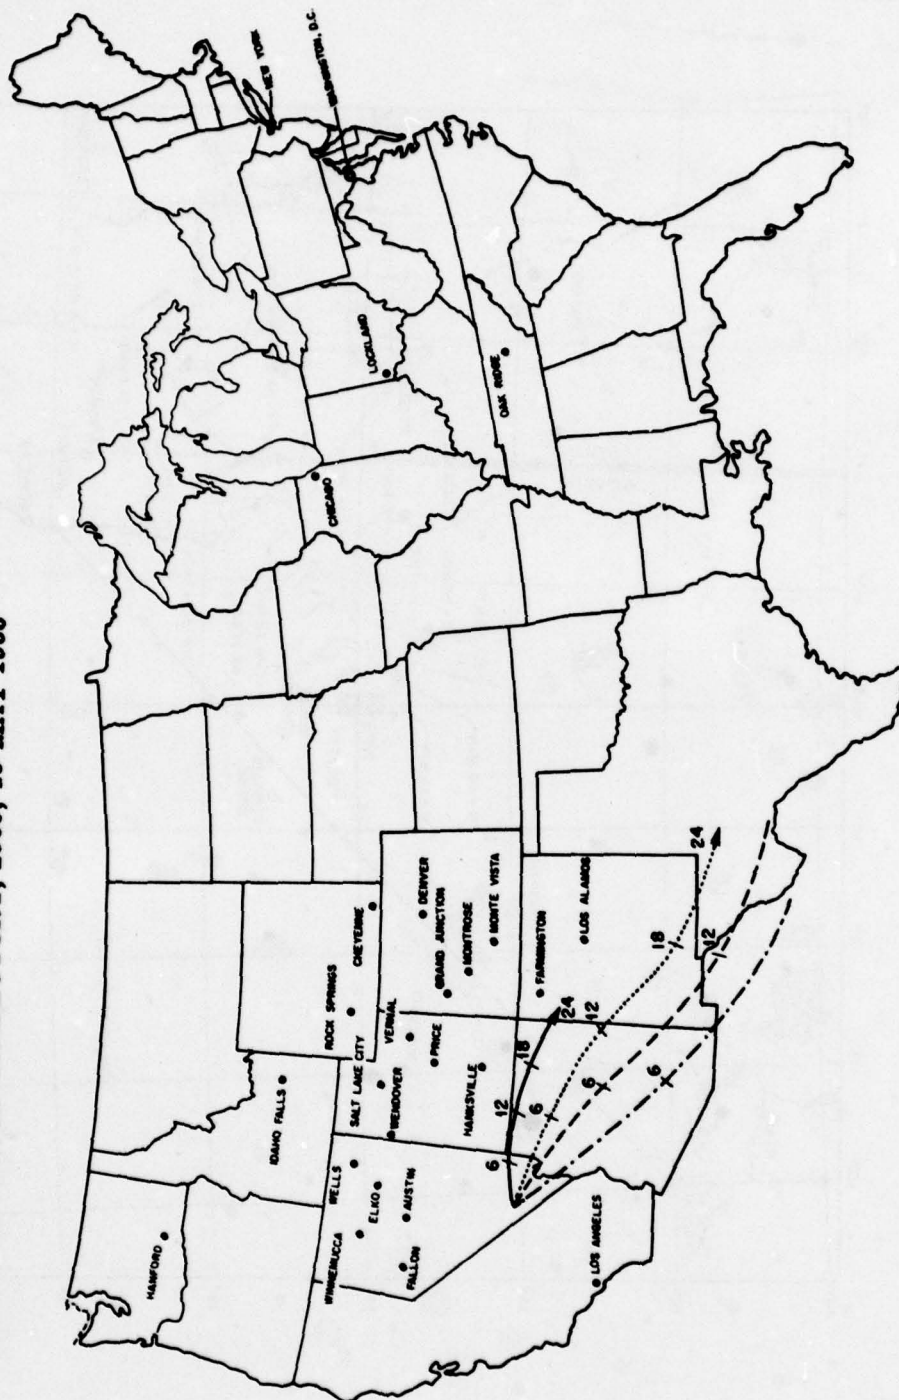 HANFORD
IDAHO FALLS
WINNEMUCCA
WELLS
ELKO
AUSTIN
FALLON
SALT LAKE CITY
WENDOVER
ROCK SPRINGS
CHEYENNE
VERNAL
PRICE
HANKSVILLE
DENVER
GRAND JUNCTION
MONTROSE
MONTE VISTA
FARMINGTON
LOS ALAMOS
LOS ANGELES
CHICAGO
LOCKLAND
OAK RIDGE
NEW YORK
WASHINGTON, D.C.
6
12
18
24
6
12
18
24
6
12
6